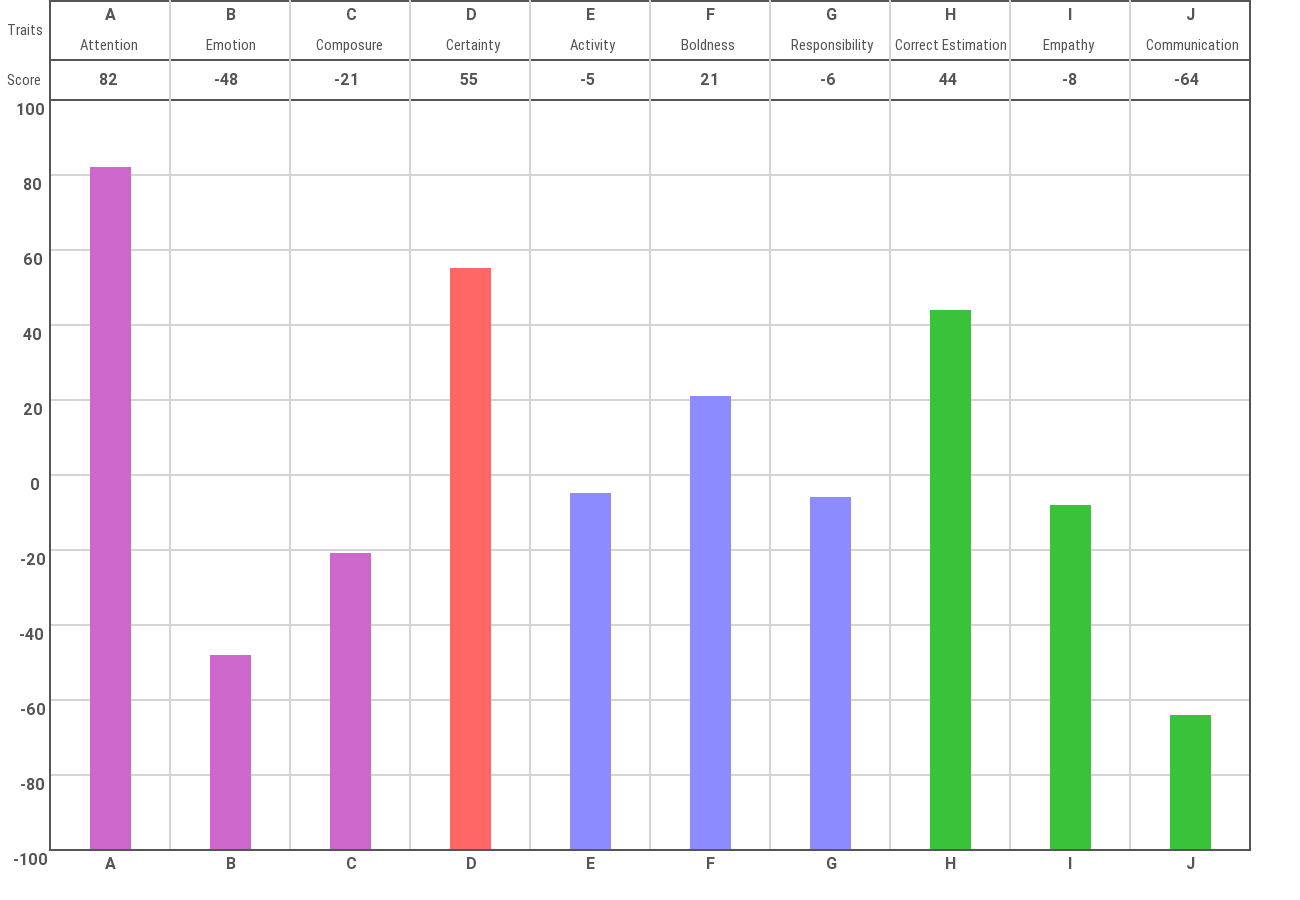 Traits A B C D E F G H I J
Attention Emotion Composure Certainty Activity Boldness Responsibility Correct Estimation Empathy Communication
Score 82 -48 -21 55 -5 21 -6 44 -8 -64
100
80
60
40
20
0
-20
-40
-60
-80
-100
A B C D E F G H I J